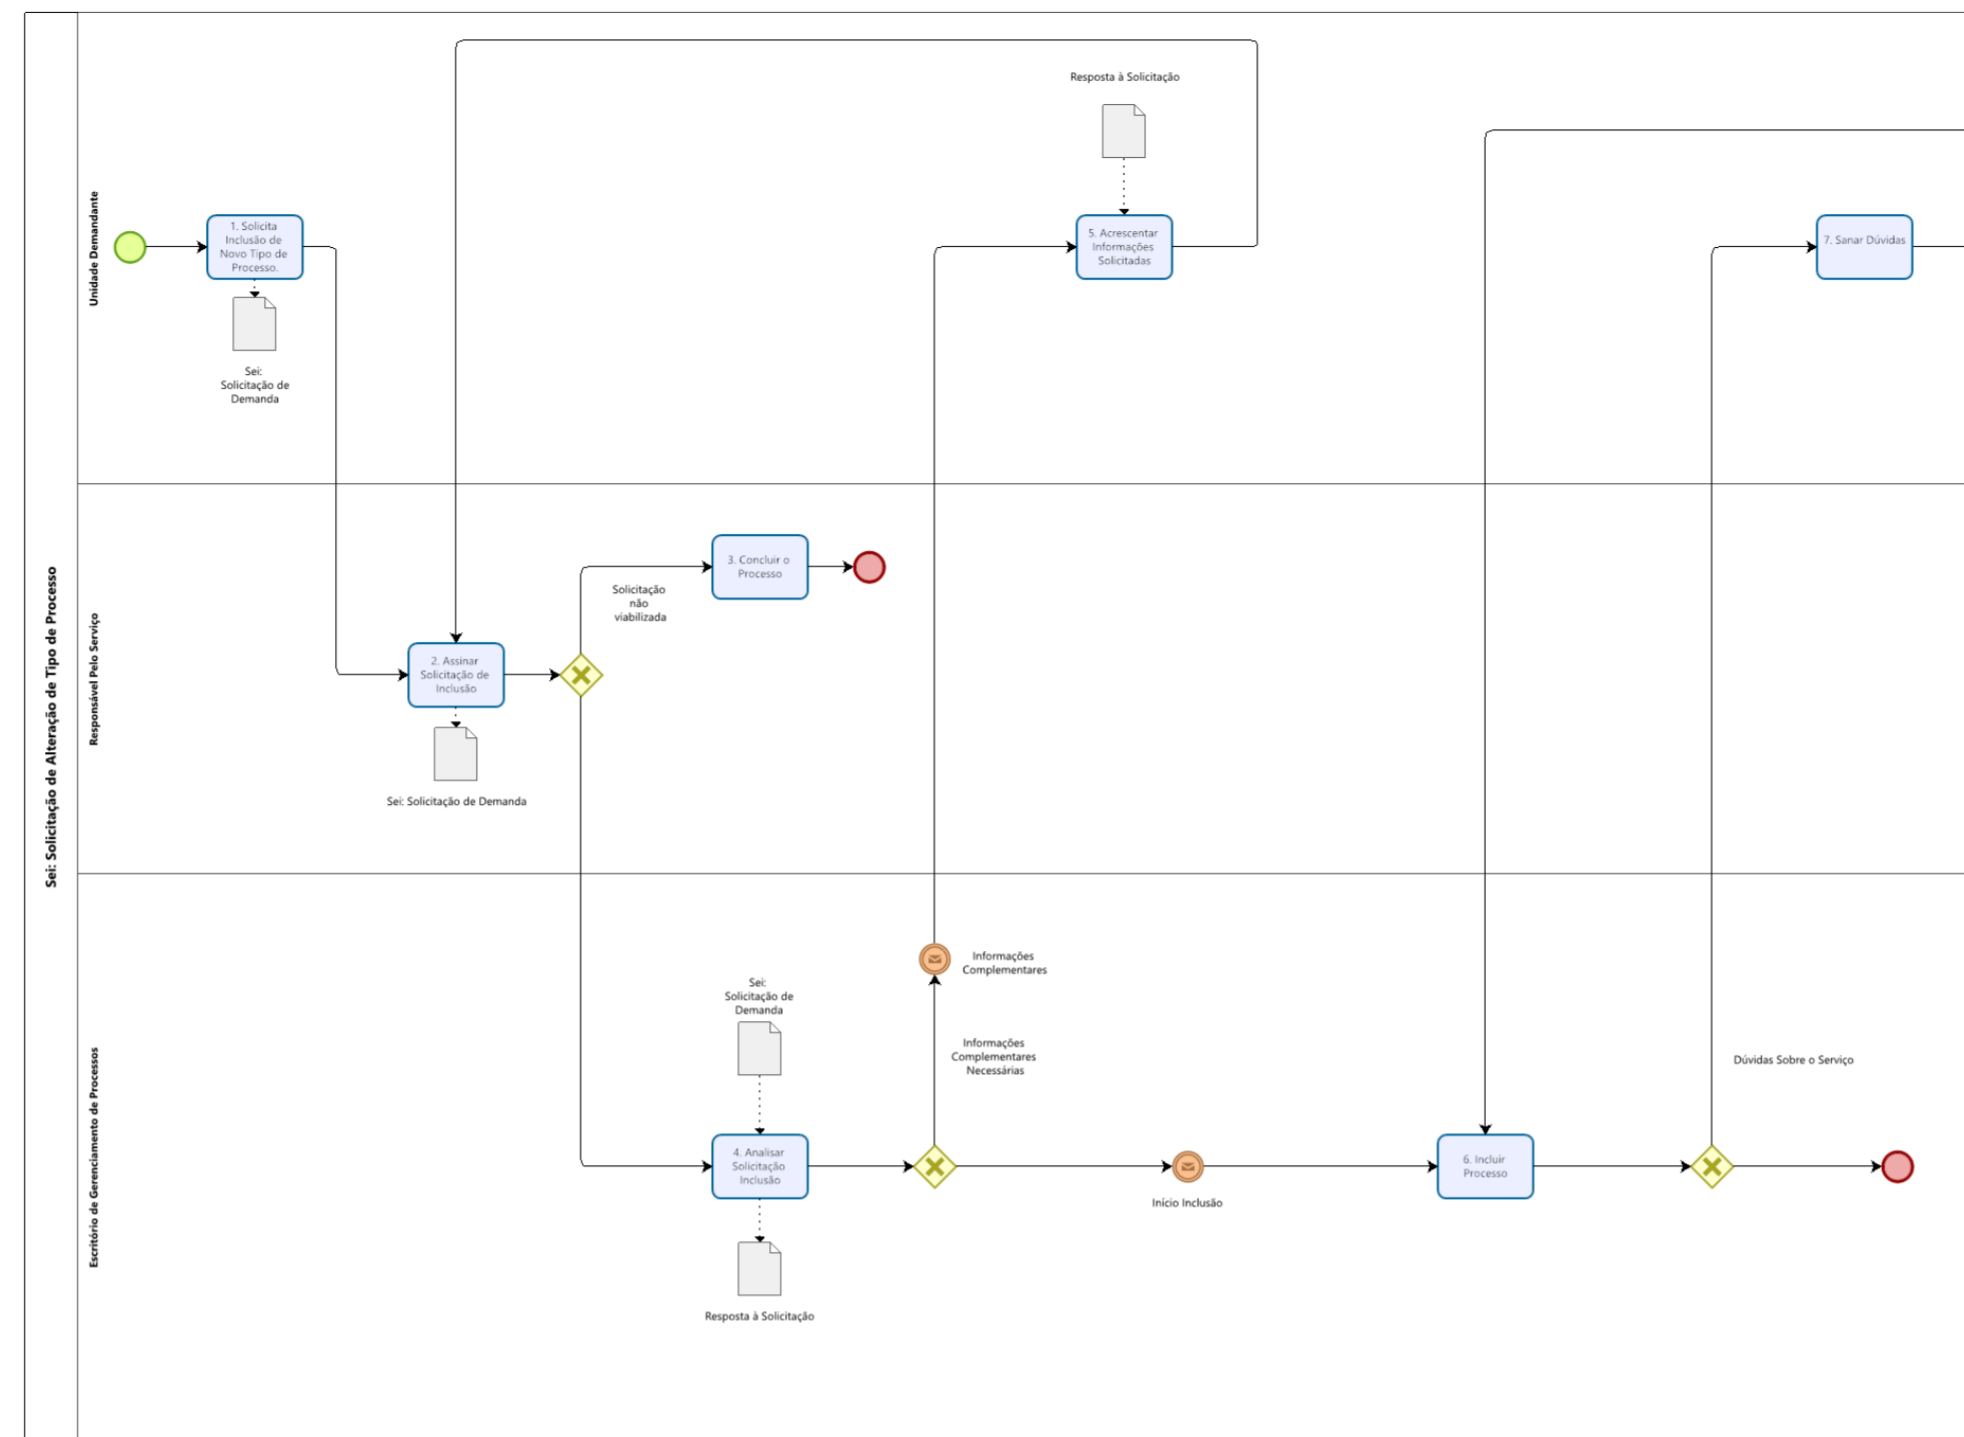 Sei: Solicitação de Alteração de Tipo de Processo
Unidade Demandante
1. Solicita
Inclusão de
Novo Tipo de
Processo.
Sei:
Solicitação de
Demanda
Resposta à Solicitação
5. Acrescentar
Informações
Solicitadas
7. Sanar Dúvidas
Responsável Pelo Serviço
2. Assinar
Solicitação de
Inclusão
Sei: Solicitação de Demanda
Solicitação
não
viabilizada
3. Concluir o
Processo
Escritório de Gerenciamento de Processos
Sei:
Solicitação de
Demanda
4. Analisar
Solicitação
Inclusão
Resposta à Solicitação
Informações
Complementares
Informações
Complementares
Necessárias
Início Inclusão
6. Incluir
Processo
Dúvidas Sobre o Serviço